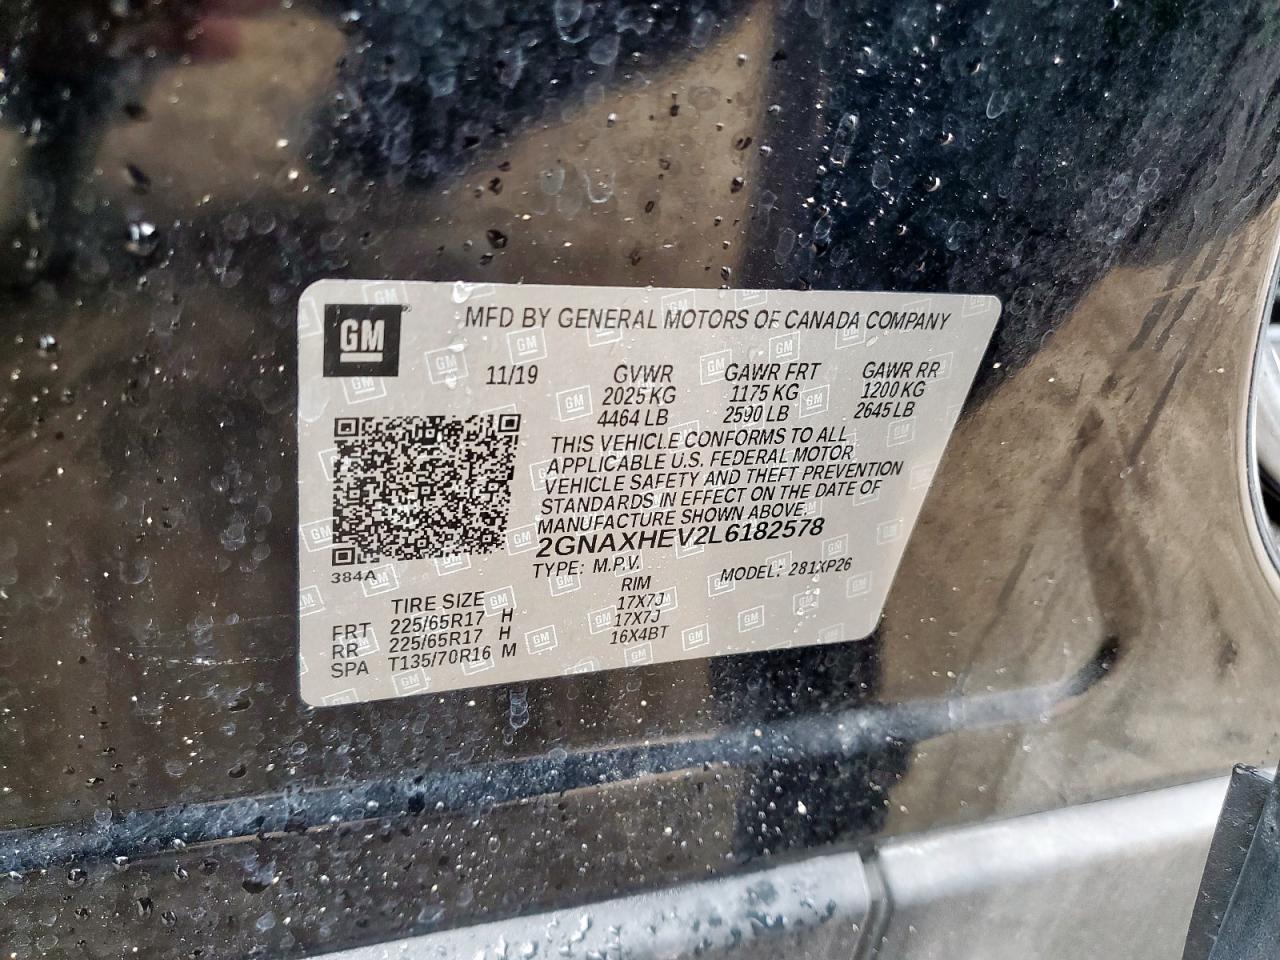 GM
MFD BY GENERAL MOTORS OF CANADA COMPANY
11/19 GVWR GAWR FRT GAWR RR
2025 KG 1175 KG 1200 KG
4464 LB 2590 LB 2645 LB
THIS VEHICLE CONFORMS TO ALL
APPLICABLE U.S. FEDERAL MOTOR
VEHICLE SAFETY AND THEFT PREVENTION
STANDARDS IN EFFECT ON THE DATE OF
MANUFACTURE SHOWN ABOVE.
2GNAXHEV2L6182578
384A TYPE: M.P.V. MODEL: 281XP26
TIRE SIZE RIM
FRT 225/65R17 H 17X7J
RR 225/65R17 H 17X7J
SPA T135/70R16 M 16X4BT